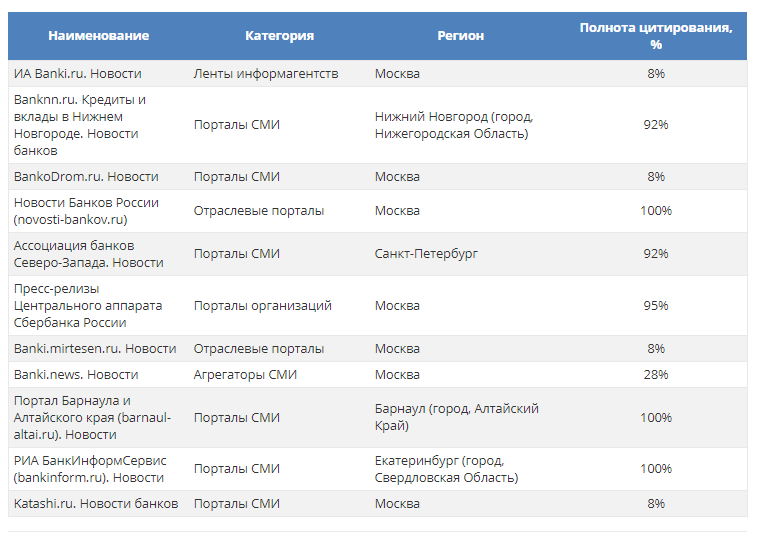 Наименование Категория Регион Полнота цитирования,
%
ИА Banki.ru. Новости Ленты информагентств Москва 8%
Banknn.ru. Кредиты и
вклады в Нижнем
Новгороде. Новости
банков
Порталы СМИ
Нижний Новгород (город,
Нижегородская Область)
92%
BankoDrom.ru. Новости Порталы СМИ Москва 8%
Новости Банков России
(novosti-bankov.ru)
Отраслевые порталы Москва 100%
Ассоциация банков
Северо-Запада. Новости
Порталы СМИ Санкт-Петербург 92%
Пресс-релизы
Центрального аппарата
Сбербанка России
Порталы организаций Москва 95%
Banki.mirtesen.ru. Новости Отраслевые порталы Москва 8%
Banki.news. Новости Агрегаторы СМИ Москва 28%
Портал Барнаула и
Алтайского края (barnaul-
altai.ru). Новости
Порталы СМИ
Барнаул (город, Алтайский
Край)
100%
РИА БанкИнформСервис
(bankinform.ru). Новости
Порталы СМИ
Екатеринбург (город,
Свердловская Область)
100%
Katashi.ru. Новости банков Порталы СМИ Москва 8%